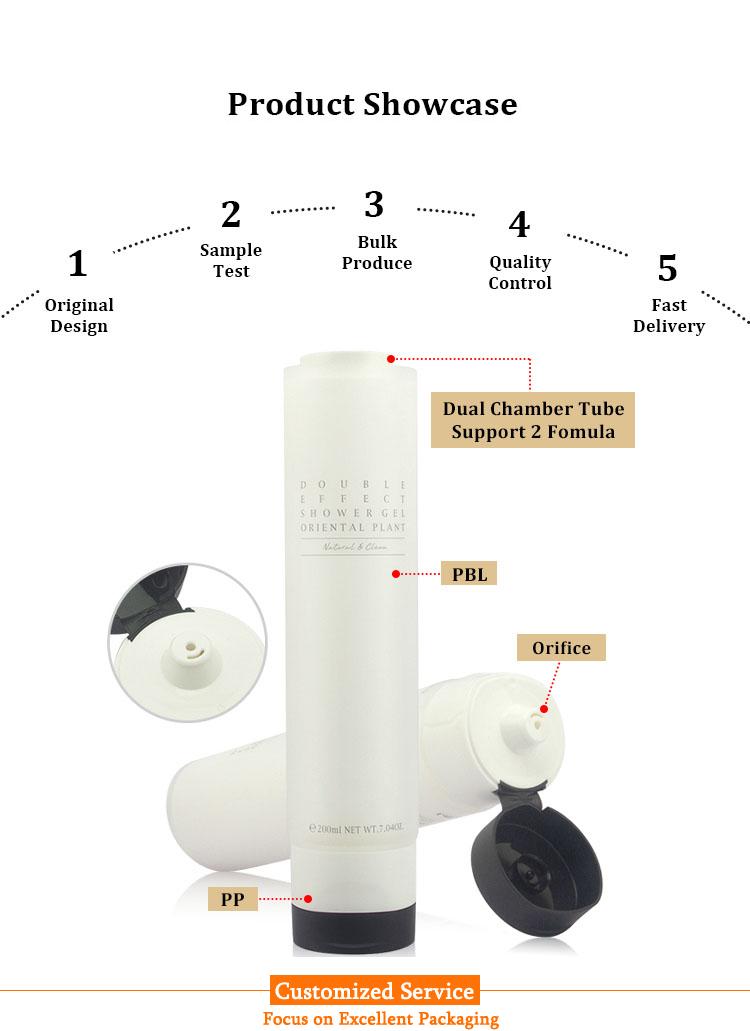 Product Showcase
1
Original
Design
2
Sample
Test
3
Bulk
Produce
4
Quality
Control
5
Fast
Delivery
Dual Chamber Tube
Support 2 Fomula
DOUBLE
EFFECT
SHOWER GEL
ORIENTAL PLANT
Natural & Clean
PBL
Orifice
℮200ml NET WT.7.04OZ.
PP
Customized Service
Focus on Excellent Packaging